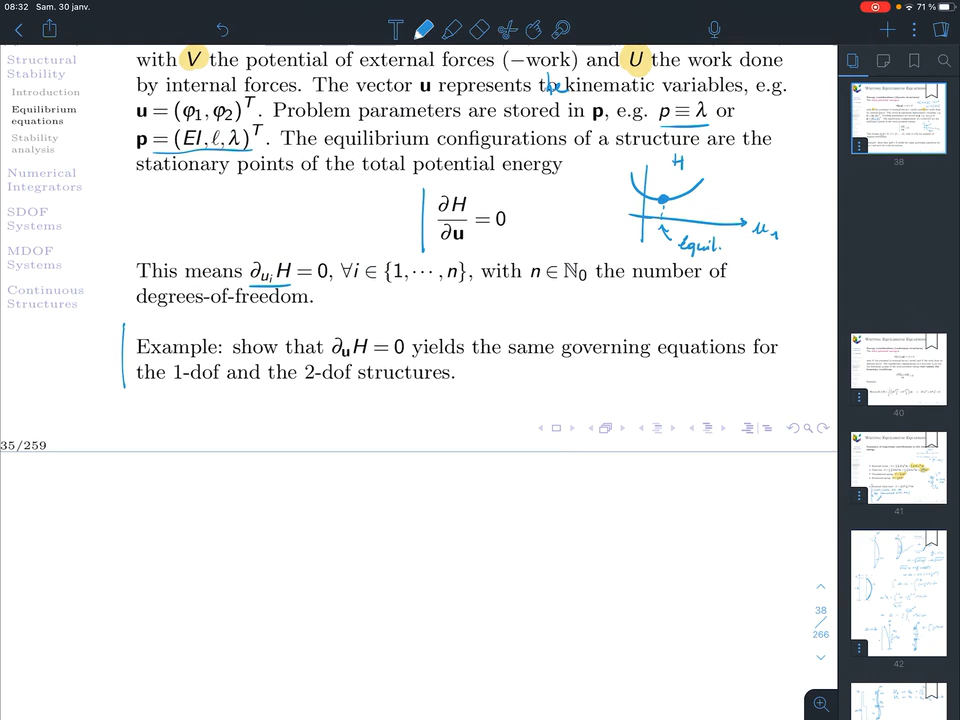 08:32 Sam. 30 janv.
71 %
Structural
Stability
Introduction
Equilibrium
equations
Stability
analysis
Numerical
Integrators
SDOF
Systems
MDOF
Systems
Continuous
Structures
with V the potential of external forces (−work) and U the work done
by internal forces. The vector u represents the kinematic variables, e.g.
u = (φ1, φ2)^T. Problem parameters are stored in p, e.g. p ≡ λ or
p = (EI, ℓ, λ)^T. The equilibrium configurations of a structure are the
stationary points of the total potential energy
∂H/∂u = 0
H
u1
equil.
This means ∂_{u_i}H = 0, ∀i ∈ {1, ⋯, n}, with n ∈ ℕ0 the number of
degrees-of-freedom.
Example: show that ∂_uH = 0 yields the same governing equations for
the 1-dof and the 2-dof structures.
35/259
38
40
41
42
38
266